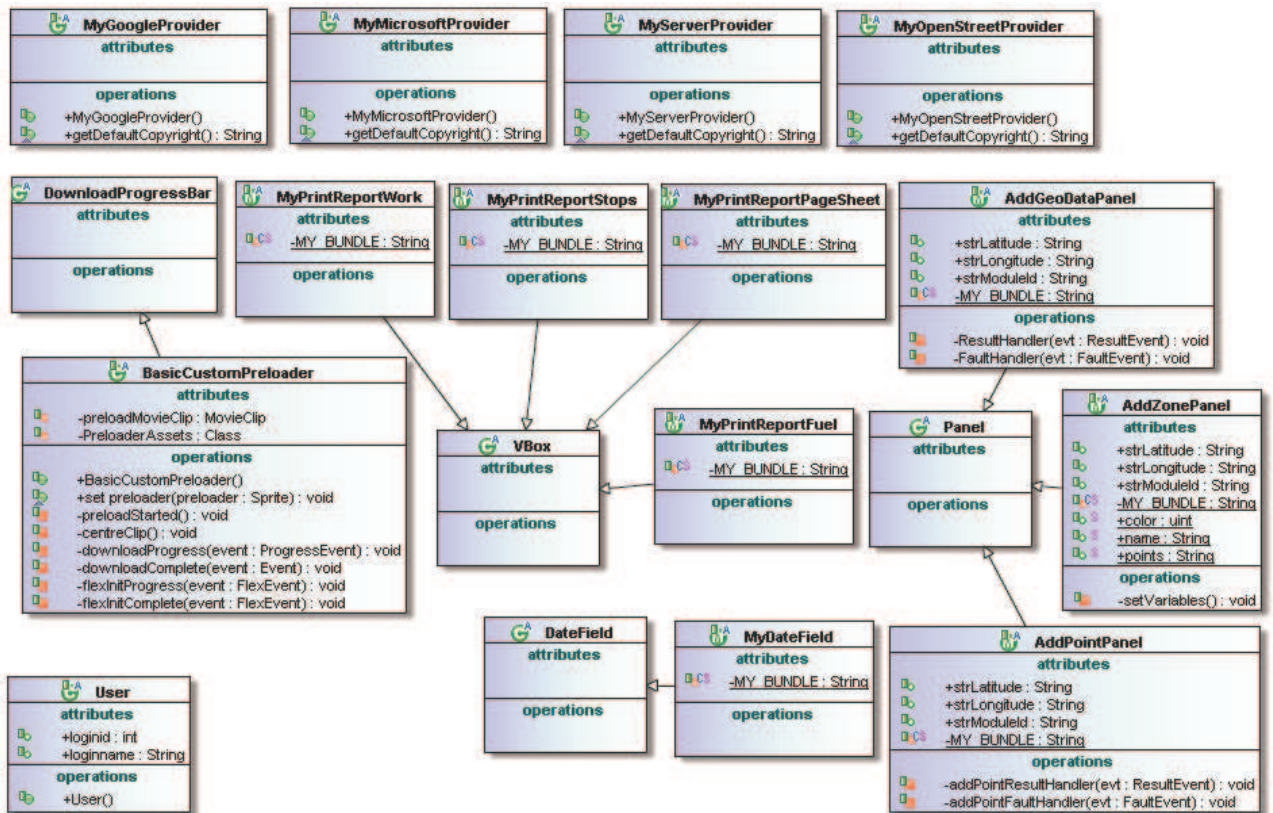 MyGoogleProvider
attributes
operations
+MyGoogleProvider()
+getDefaultCopyright() : String
MyMicrosoftProvider
attributes
operations
+MyMicrosoftProvider()
+getDefaultCopyright() : String
MyServerProvider
attributes
operations
+MyServerProvider()
+getDefaultCopyright() : String
MyOpenStreetProvider
attributes
operations
+MyOpenStreetProvider()
+getDefaultCopyright() : String
DownloadProgressBar
attributes
operations
MyPrintReportWork
attributes
-MY_BUNDLE : String
operations
MyPrintReportStops
attributes
-MY_BUNDLE : String
operations
MyPrintReportPageSheet
attributes
-MY_BUNDLE : String
operations
AddGeoDataPanel
attributes
+strLatitude : String
+strLongitude : String
+strModuleId : String
-MY_BUNDLE : String
operations
-ResultHandler(evt : ResultEvent) : void
-FaultHandler(evt : FaultEvent) : void
BasicCustomPreloader
attributes
-preloadMovieClip : MovieClip
-PreloaderAssets : Class
operations
+BasicCustomPreloader()
+set preloader(preloader : Sprite) : void
-preloadStarted() : void
-centreClip() : void
-downloadProgress(event : ProgressEvent) : void
-downloadComplete(event : Event) : void
-flexInitProgress(event : FlexEvent) : void
-flexInitComplete(event : FlexEvent) : void
VBox
attributes
operations
MyPrintReportFuel
attributes
-MY_BUNDLE : String
operations
Panel
attributes
operations
AddZonePanel
attributes
+strLatitude : String
+strLongitude : String
+strModuleId : String
-MY_BUNDLE : String
+color : uint
+name : String
+points : String
operations
-setVariables() : void
DateField
attributes
operations
MyDateField
attributes
-MY_BUNDLE : String
operations
AddPointPanel
attributes
+strLatitude : String
+strLongitude : String
+strModuleId : String
-MY_BUNDLE : String
operations
-addPointResultHandler(evt : ResultEvent) : void
-addPointFaultHandler(evt : FaultEvent) : void
User
attributes
+loginid : int
+loginname : String
operations
+User()